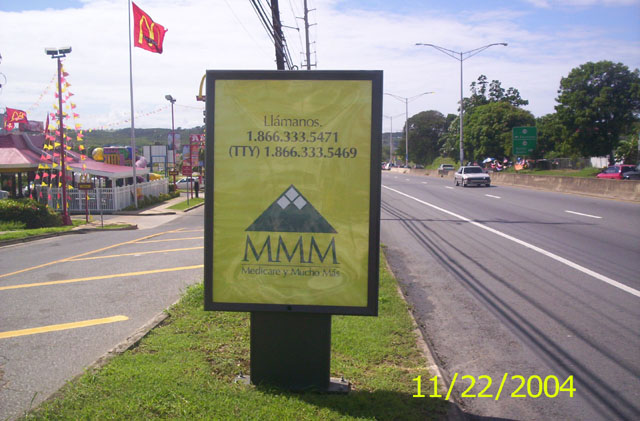 Llámanos.
1.866.333.5471
(TTY) 1.866.333.5469
MMM
Medicare y Mucho Más
11/22/2004